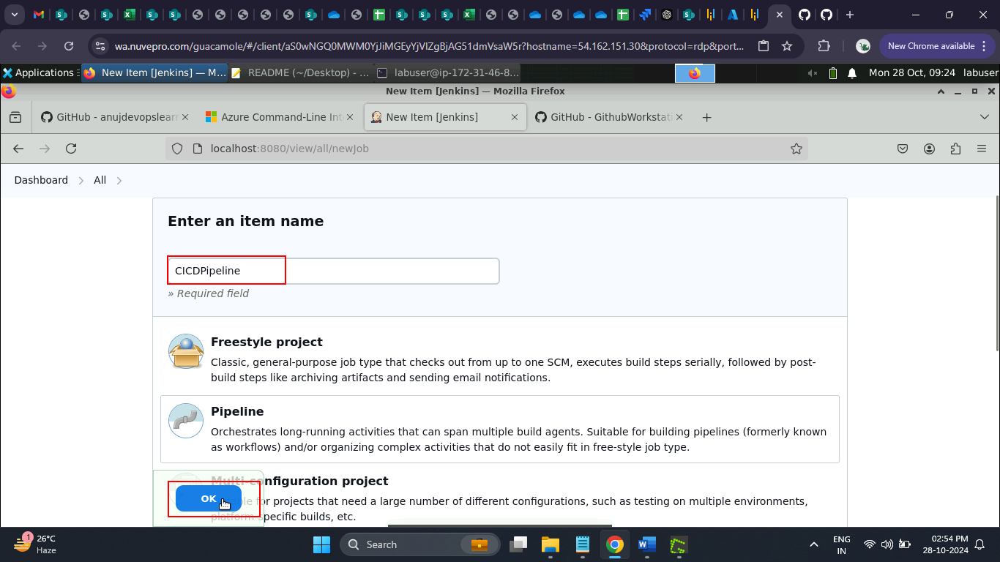 wa.nuvepro.com/guacamole/#/client/aS0wNGQ0MWM0YjJiMGEyYjVlZgBjAG51dmVsaW5r?hostname=54.162.151.30&protocol=rdp&port...
New Chrome available
Applications
New Item [Jenkins] — M...
README (~/Desktop) - ...
labuser@ip-172-31-46-8...
Mon 28 Oct, 09:24
labuser
New Item [Jenkins] — Mozilla Firefox
GitHub - anujdevopslearn
Azure Command-Line Int
New Item [Jenkins]
GitHub - GithubWorkstati
localhost:8080/view/all/newJob
Dashboard
All
Enter an item name
CICDPipeline
» Required field
Freestyle project
Classic, general-purpose job type that checks out from up to one SCM, executes build steps serially, followed by post-
build steps like archiving artifacts and sending email notifications.
Pipeline
Orchestrates long-running activities that can span multiple build agents. Suitable for building pipelines (formerly known
as workflows) and/or organizing complex activities that do not easily fit in free-style job type.
Multi-configuration project
OK
for projects that need a large number of different configurations, such as testing on multiple environments,
platform-specific builds, etc.
1
26°C
Haze
Search
ENG
IN
02:54 PM
28-10-2024